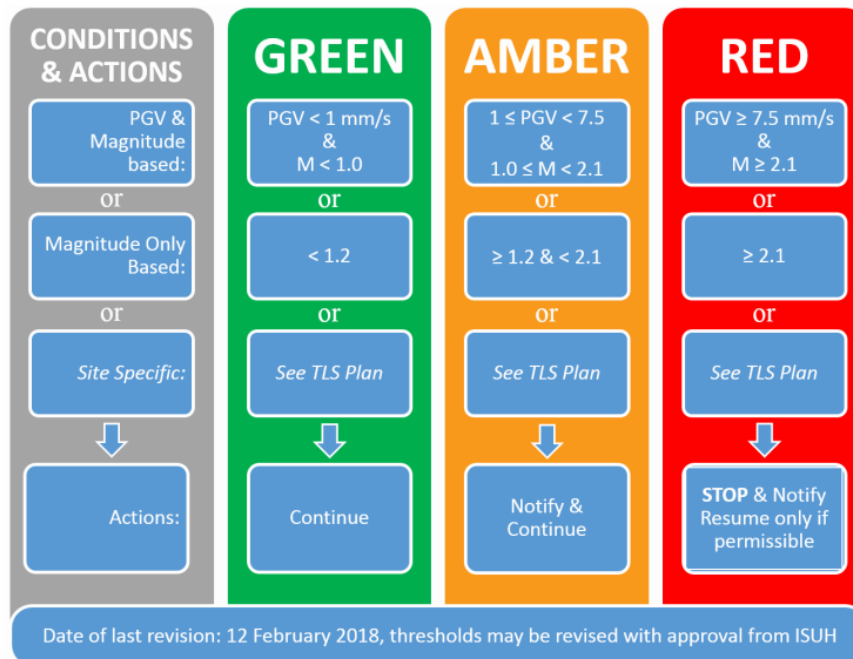 CONDITIONS
& ACTIONS
GREEN
AMBER
RED
PGV &
Magnitude
based:
PGV < 1 mm/s
&
M < 1.0
1 ≤ PGV < 7.5
&
1.0 ≤ M < 2.1
PGV ≥ 7.5 mm/s
&
M ≥ 2.1
or
or
or
or
Magnitude Only
Based:
< 1.2
≥ 1.2 & < 2.1
≥ 2.1
or
or
or
or
Site Specific:
See TLS Plan
See TLS Plan
See TLS Plan
Actions:
Continue
Notify &
Continue
STOP & Notify
Resume only if
permissible
Date of last revision: 12 February 2018, thresholds may be revised with approval from ISUH